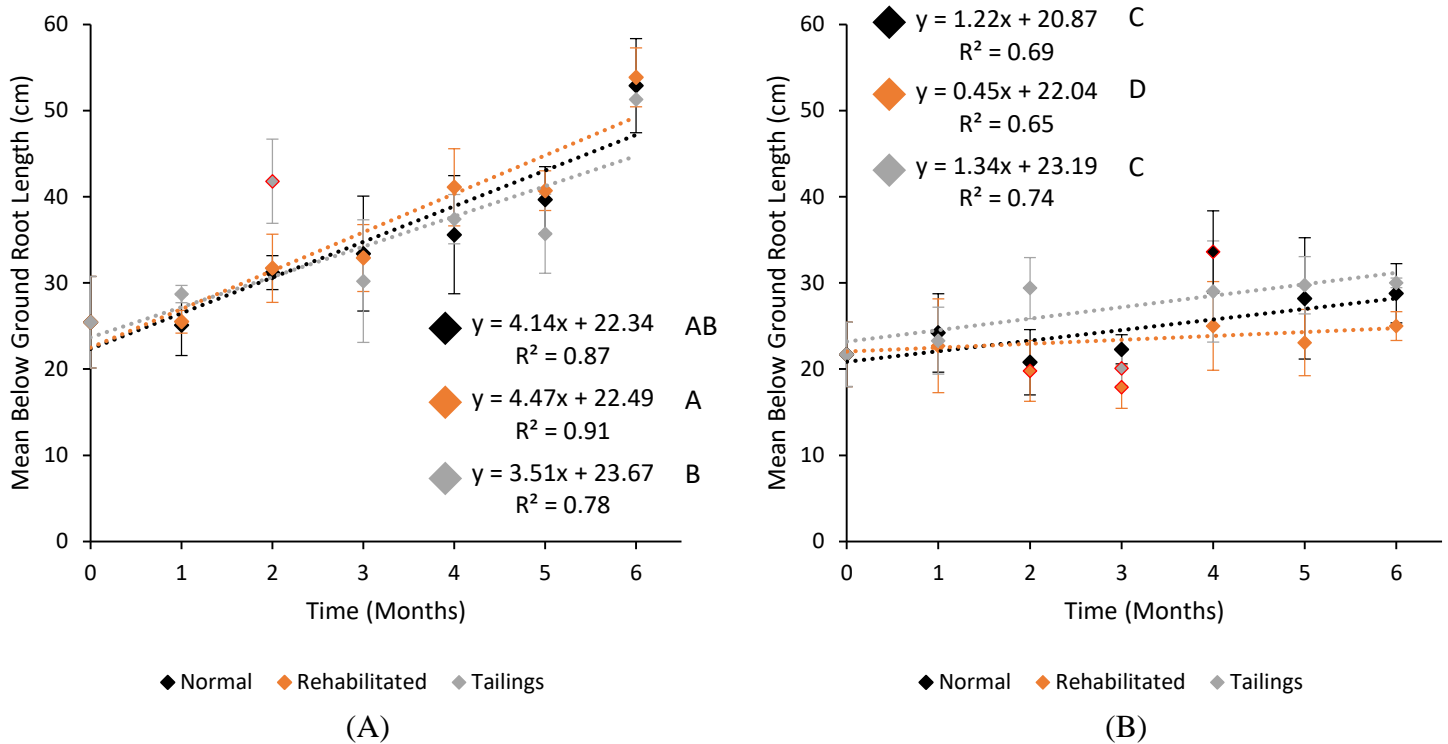 Mean Below Ground Root Length (cm)
60
50
40
30
20
10
0
y = 4.14x + 22.34 AB
R² = 0.87
y = 4.47x + 22.49 A
R² = 0.91
y = 3.51x + 23.67 B
R² = 0.78
0 1 2 3 4 5 6
Time (Months)
Normal Rehabilitated Tailings
(A)
Mean Below Ground Root Length (cm)
60
50
40
30
20
10
0
y = 1.22x + 20.87 C
R² = 0.69
y = 0.45x + 22.04 D
R² = 0.65
y = 1.34x + 23.19 C
R² = 0.74
0 1 2 3 4 5 6
Time (Months)
Normal Rehabilitated Tailings
(B)